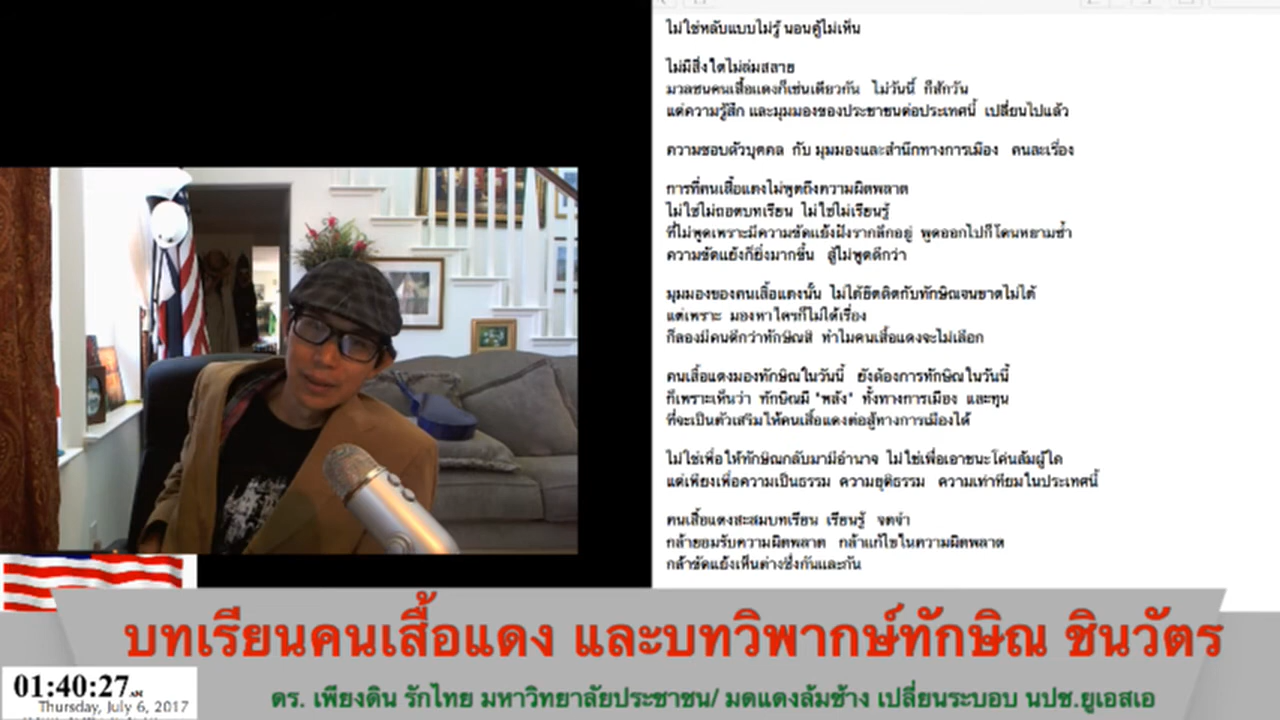 ไม่ใช่หลับแบบไม่รู้ นอนคู้ไม่เห็น
ไม่มีสิ่งใดไม่ล่มสลาย
มวลชนคนเสื้อแดงก็เช่นเดียวกัน ไม่วันนี้ ก็สักวัน
แต่ความรู้สึก และมุมมองของประชาชนต่อประเทศนี้ เปลี่ยนไปแล้ว
ความชอบตัวบุคคล กับ มุมมองและสำนึกทางการเมือง คนละเรื่อง
การที่คนเสื้อแดงไม่พูดถึงความผิดพลาด
ไม่ใช่ไม่ถอดบทเรียน ไม่ใช่ไม่เรียนรู้
ที่ไม่พูดเพราะมีความขัดแย้งฝังรากลึกอยู่ พูดออกไปก็โดนหยามซ้ำ
ความขัดแย้งก็ยิ่งมากขึ้น สู้ไม่พูดดีกว่า
มุมมองของคนเสื้อแดงนั้น ไม่ได้ยึดติดกับทักษิณจนขาดไม่ได้
แต่เพราะ มองหาใครก็ไม่ได้เรื่อง
ก็ลองมีคนดีกว่าทักษิณสิ ทำไมคนเสื้อแดงจะไม่เลือก
คนเสื้อแดงมองทักษิณในวันนี้ ยังต้องการทักษิณในวันนี้
ก็เพราะเห็นว่า ทักษิณมี "พลัง" ทั้งทางการเมือง และทุน
ที่จะเป็นตัวเสริมให้คนเสื้อแดงต่อสู้ทางการเมืองได้
ไม่ใช่เพื่อให้ทักษิณกลับมามีอำนาจ ไม่ใช่เพื่อเอาชนะโค่นล้มผู้ใด
แต่เพียงเพื่อความเป็นธรรม ความยุติธรรม ความเท่าเทียมในประเทศนี้
คนเสื้อแดงสะสมบทเรียน เรียนรู้ จดจำ
กล้ายอมรับความผิดพลาด กล้าแก้ไขในความผิดพลาด
กล้าขัดแย้งเห็นต่างซึ่งกันและกัน
บทเรียนคนเสื้อแดง และบทวิพากษ์ทักษิณ ชินวัตร
ดร. เพียงดิน รักไทย มหาวิทยาลัยประชาชน/ มดแดงล้มช้าง เปลี่ยนระบอบ นปช.ยูเอสเอ
01:40:27 AM
Thursday, July 6, 2017